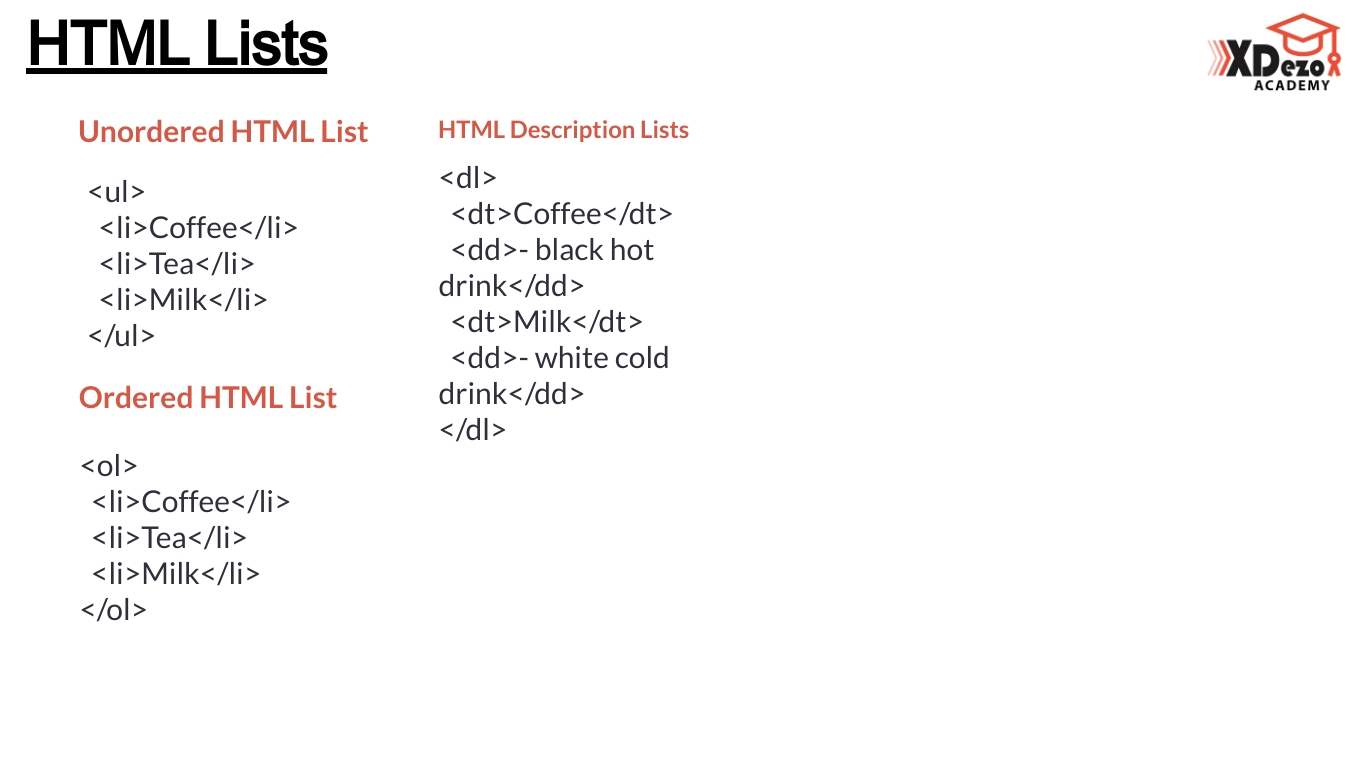 HTML Lists
XDezo
ACADEMY
Unordered HTML List
<ul>
  <li>Coffee</li>
  <li>Tea</li>
  <li>Milk</li>
</ul>
Ordered HTML List
<ol>
  <li>Coffee</li>
  <li>Tea</li>
  <li>Milk</li>
</ol>
HTML Description Lists
<dl>
  <dt>Coffee</dt>
  <dd>- black hot
drink</dd>
  <dt>Milk</dt>
  <dd>- white cold
drink</dd>
</dl>